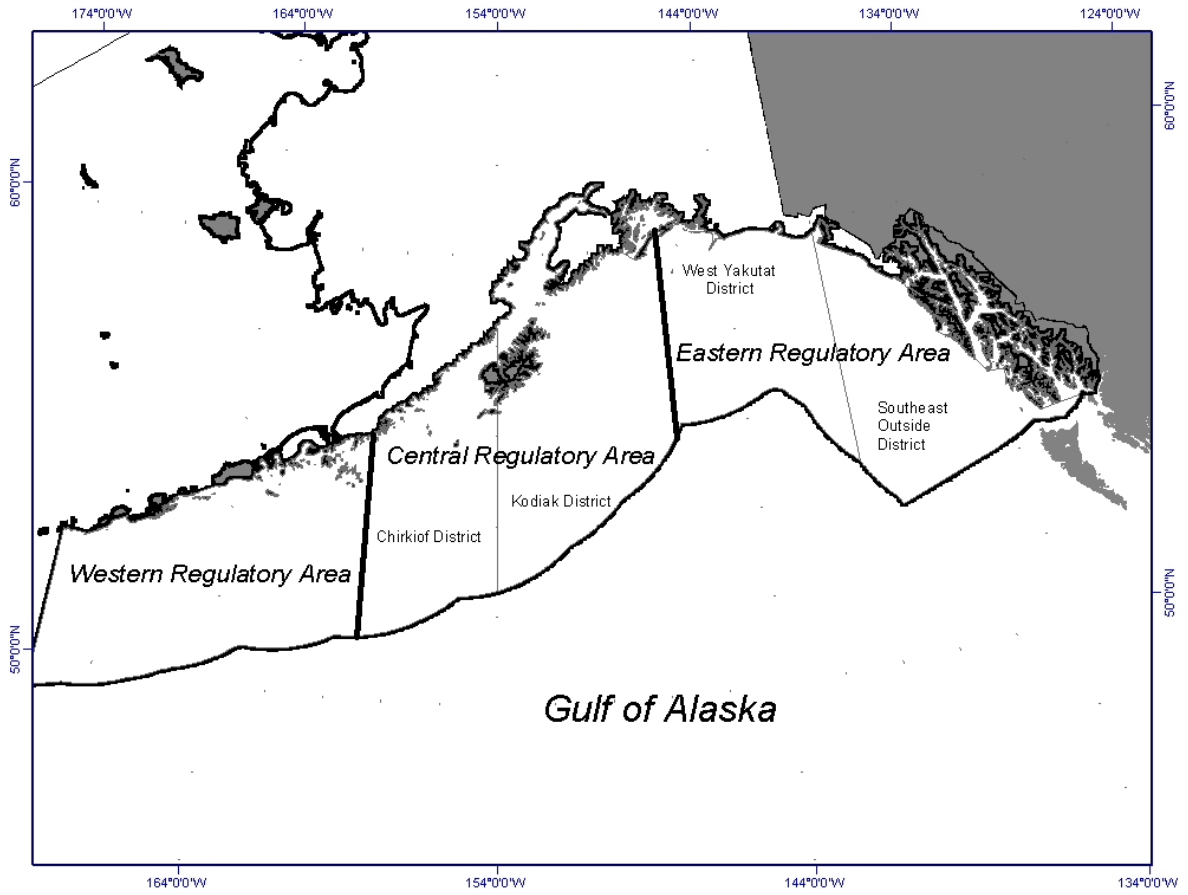 174°0'0"W 164°0'0"W 154°0'0"W 144°0'0"W 134°0'0"W 124°0'0"W
60°0'0"N
60°0'0"N
West Yakutat
District
Eastern Regulatory Area
Southeast
Outside
District
Central Regulatory Area
Kodiak District
Chirkiof District
Western Regulatory Area
50°0'0"N
50°0'0"N
Gulf of Alaska
164°0'0"W 154°0'0"W 144°0'0"W 134°0'0"W